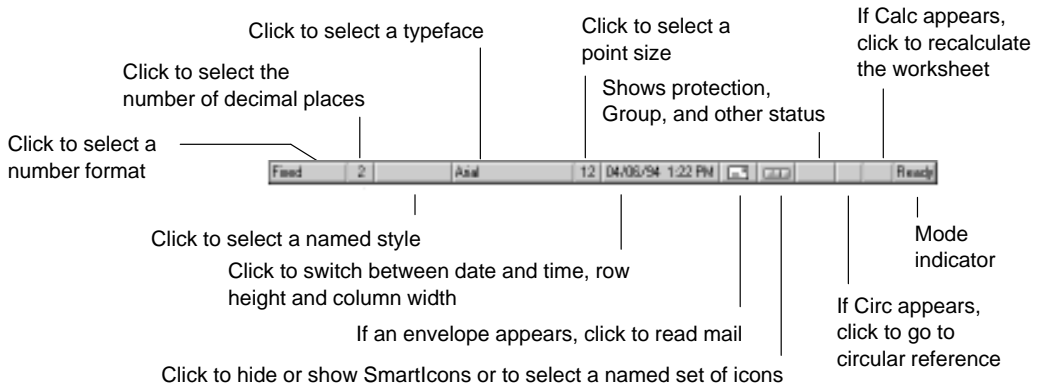 Click to select a typeface
Click to select a
point size
If Calc appears,
click to recalculate
the worksheet
Click to select the
number of decimal places
Shows protection,
Group, and other status
Click to select a
number format
Fixed 2 Arial 12 04/06/94 1:22 PM Ready
Click to select a named style
Mode
indicator
Click to switch between date and time, row
height and column width
If Circ appears,
click to go to
circular reference
If an envelope appears, click to read mail
Click to hide or show SmartIcons or to select a named set of icons